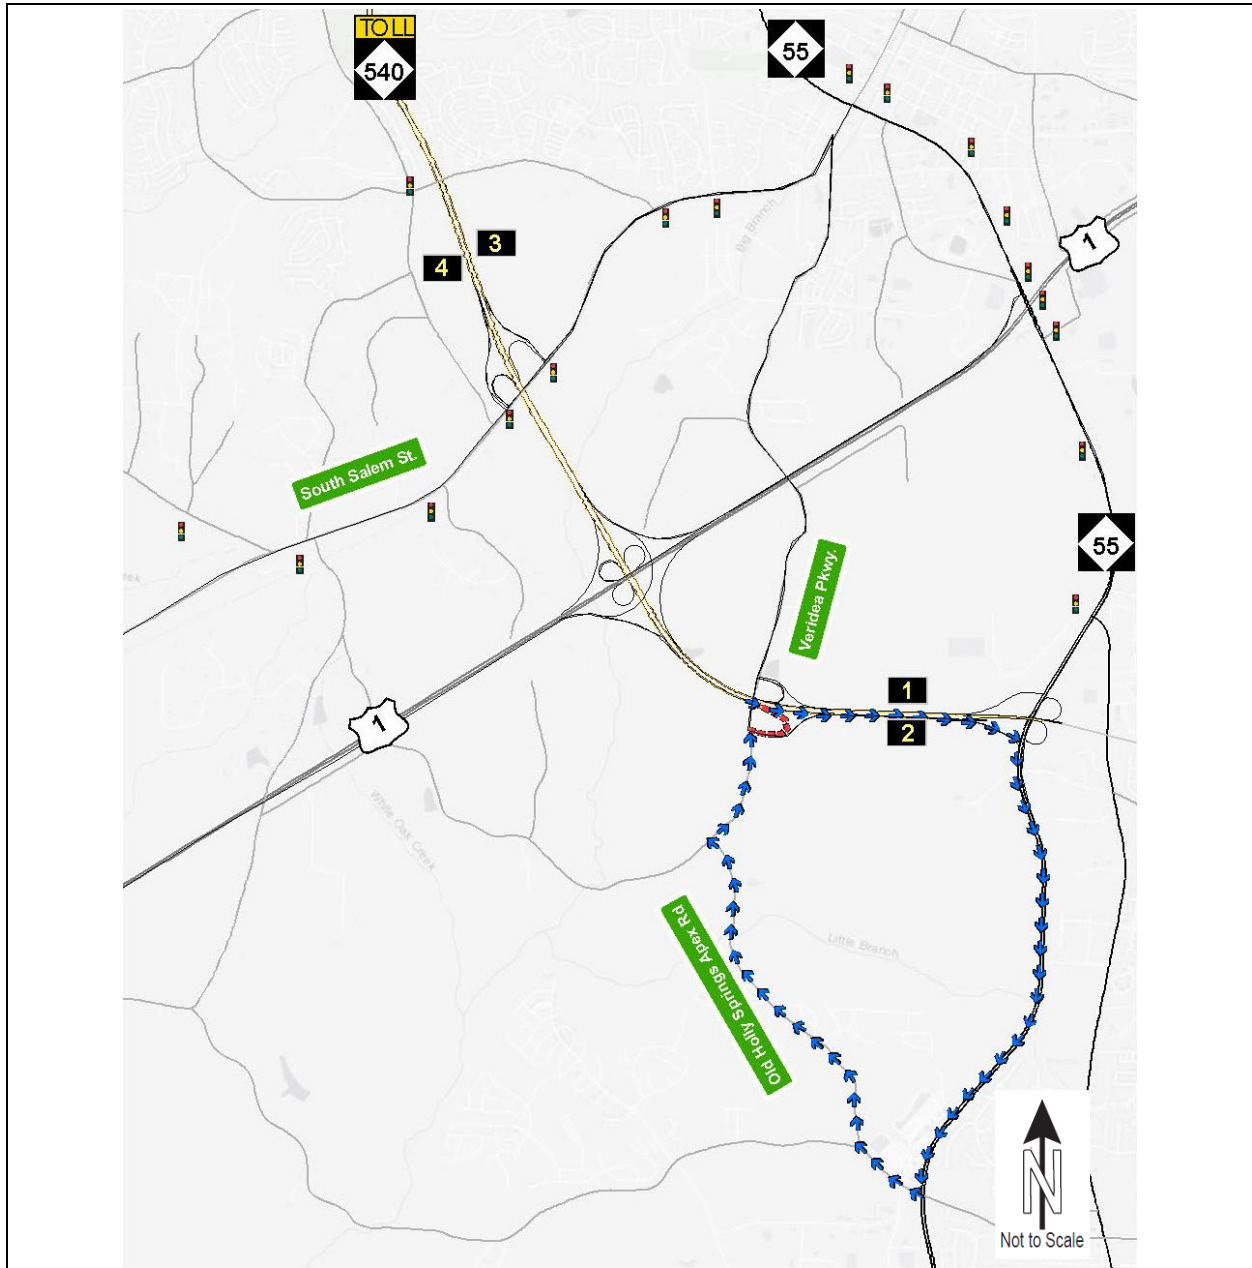 TOLL
540
55
3
4
Big Branch
1
South Salem St.
55
Veridea Pkwy.
1
2
1
White Oak Creek
Little Branch
Old Holly Springs Apex Rd
N
Not to Scale